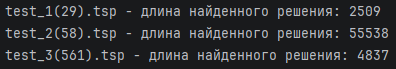 test_1(29).tsp - длина найденного решения: 2509
test_2(58).tsp - длина найденного решения: 55538
test_3(561).tsp - длина найденного решения: 4837